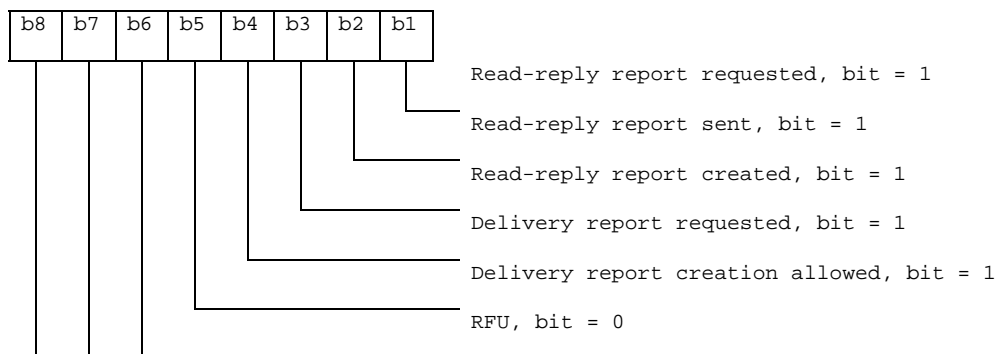 b8 b7 b6 b5 b4 b3 b2 b1
Read-reply report requested, bit = 1
Read-reply report sent, bit = 1
Read-reply report created, bit = 1
Delivery report requested, bit = 1
Delivery report creation allowed, bit = 1
RFU, bit = 0